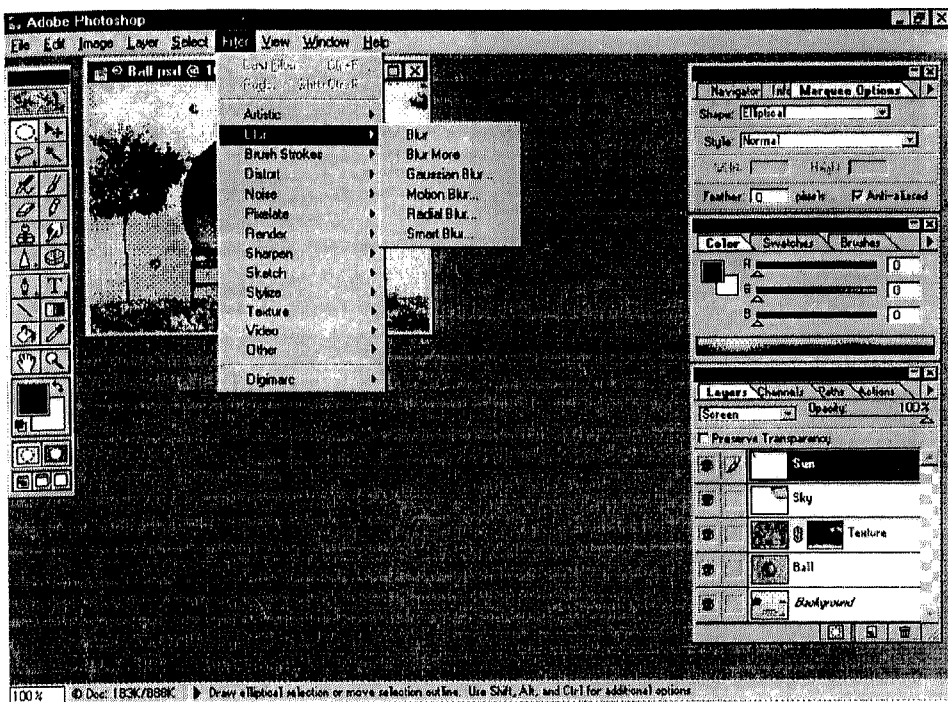 Adobe Photoshop
File Edit Image Layer Select Filter View Window Help
Ball.psd @
Artistic
Blur
Brush Strokes
Distort
Noise
Pixelate
Render
Sharpen
Sketch
Stylize
Texture
Video
Other
Digimarc
Blur
Blur More
Gaussian Blur...
Motion Blur...
Radial Blur...
Smart Blur...
Navigator Info Marquee Options
Shape: Elliptical
Style: Normal
Width: Height:
Feather: 0 pixels Anti-aliased
Color Swatches Brushes
R 0
G 0
B 0
Layers Channels Paths Actions
Screen Opacity: 100%
Preserve Transparency
Sun
Sky
Texture
Ball
Background
100% Doc: 183K/888K Draw elliptical selection or move selection outline. Use Shift, Alt, and Ctrl for additional options